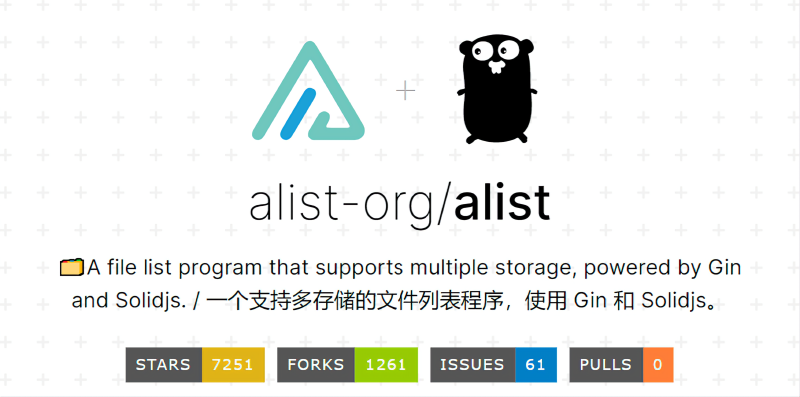 alist-org/alist
🗂️A file list program that supports multiple storage, powered by Gin
and Solidjs. / 一个支持多存储的文件列表程序，使用 Gin 和 Solidjs。
STARS 7251 FORKS 1261 ISSUES 61 PULLS 0